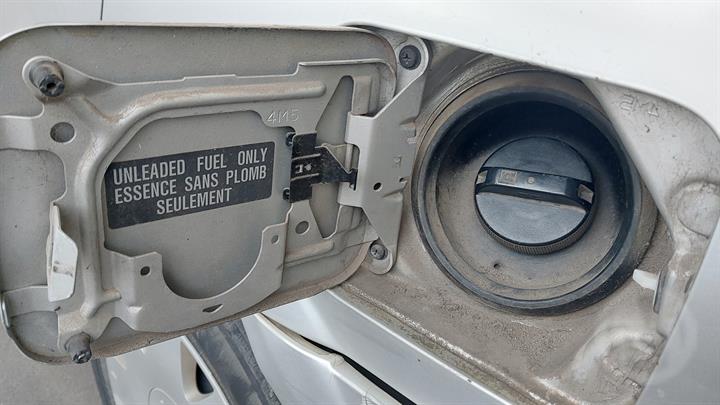 4M5
UNLEADED FUEL ONLY
ESSENCE SANS PLOMB
SEULEMENT